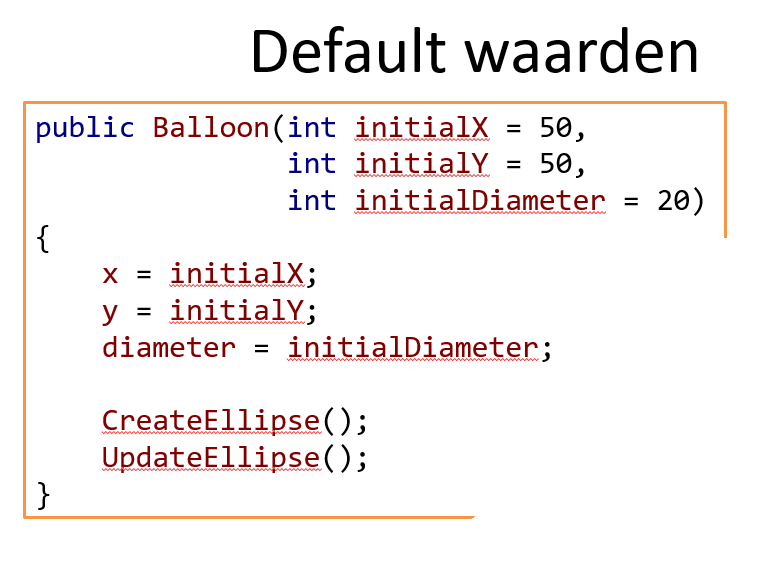 Default waarden
public Balloon(int initialX = 50,
int initialY = 50,
int initialDiameter = 20)
{
x = initialX;
y = initialY;
diameter = initialDiameter;
CreateEllipse();
UpdateEllipse();
}